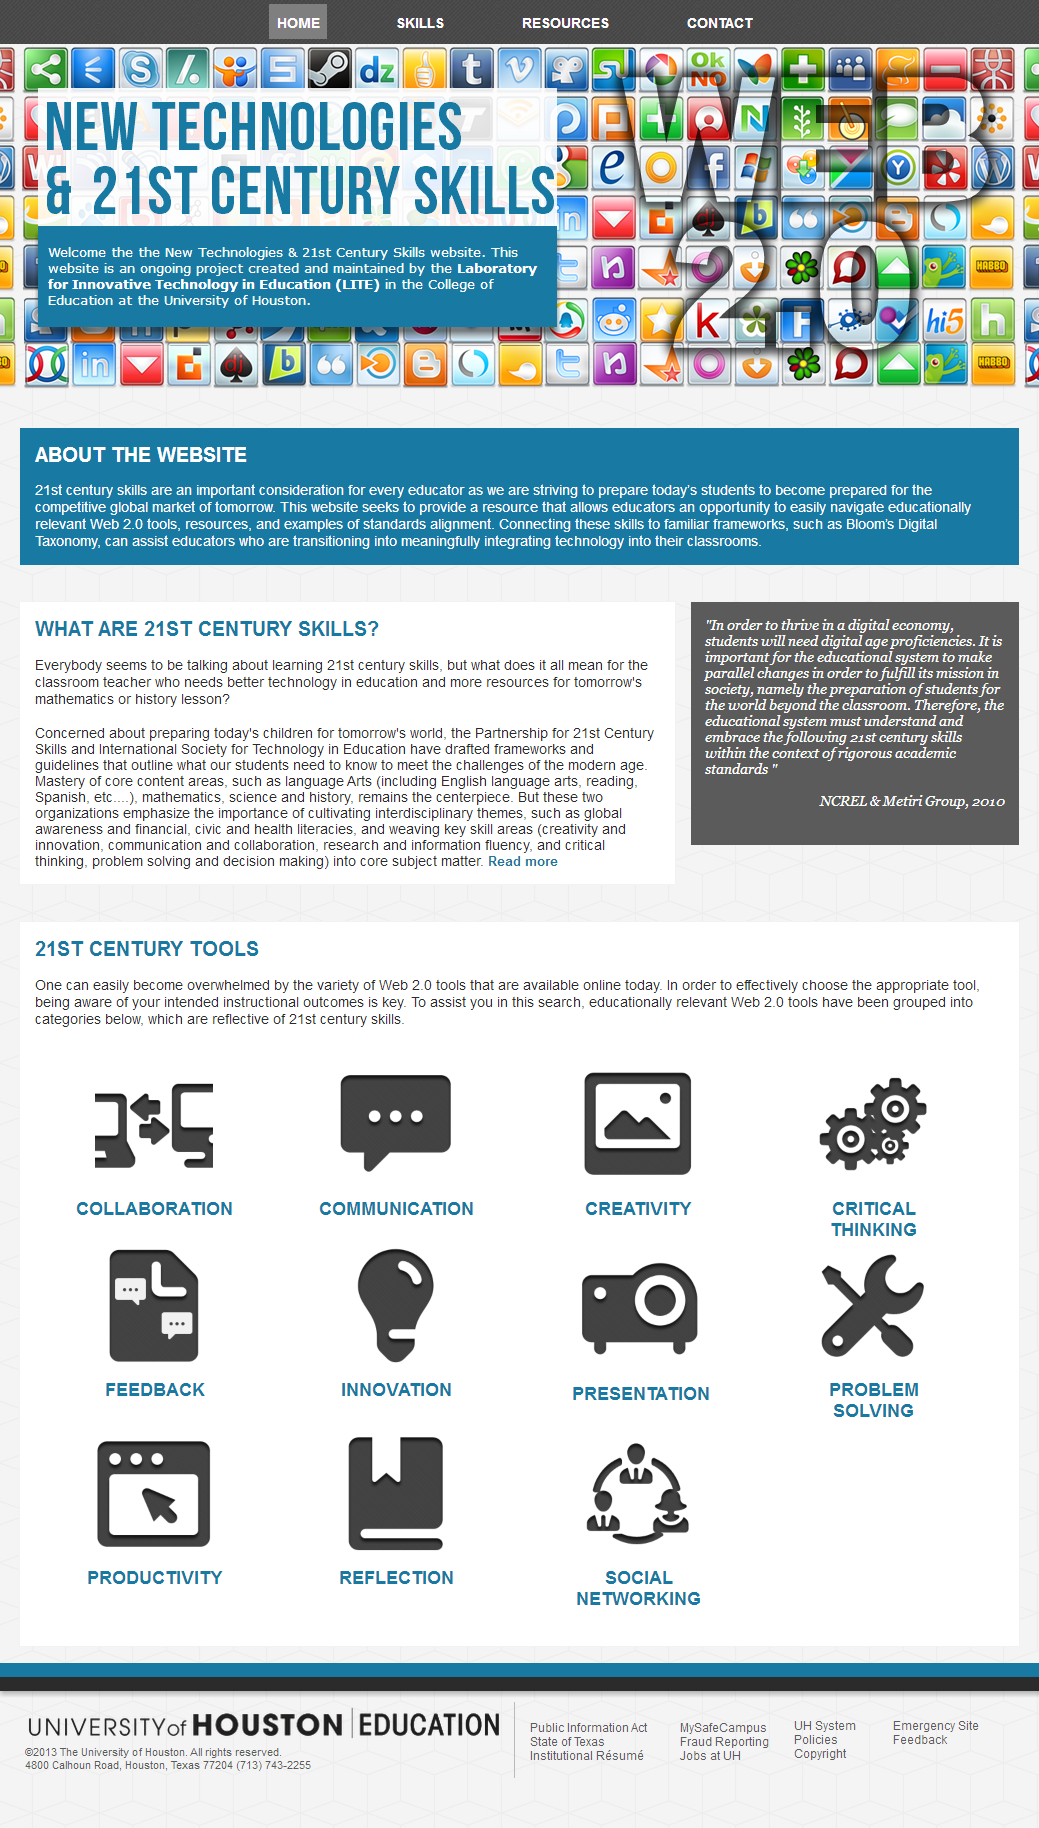 HOME SKILLS RESOURCES CONTACT
NEW TECHNOLOGIES
& 21ST CENTURY SKILLS
Welcome the the New Technologies & 21st Century Skills website. This
website is an ongoing project created and maintained by the Laboratory
for Innovative Technology in Education (LITE) in the College of
Education at the University of Houston.
WEB
2.0
ABOUT THE WEBSITE
21st century skills are an important consideration for every educator as we are striving to prepare today's students to become prepared for the
competitive global market of tomorrow. This website seeks to provide a resource that allows educators an opportunity to easily navigate educationally
relevant Web 2.0 tools, resources, and examples of standards alignment. Connecting these skills to familiar frameworks, such as Bloom's Digital
Taxonomy, can assist educators who are transitioning into meaningfully integrating technology into their classrooms.
WHAT ARE 21ST CENTURY SKILLS?
Everybody seems to be talking about learning 21st century skills, but what does it all mean for the
classroom teacher who needs better technology in education and more resources for tomorrow's
mathematics or history lesson?
Concerned about preparing today's children for tomorrow's world, the Partnership for 21st Century
Skills and International Society for Technology in Education have drafted frameworks and
guidelines that outline what our students need to know to meet the challenges of the modern age.
Mastery of core content areas, such as language Arts (including English language arts, reading,
Spanish, etc....), mathematics, science and history, remains the centerpiece. But these two
organizations emphasize the importance of cultivating interdisciplinary themes, such as global
awareness and financial, civic and health literacies, and weaving key skill areas (creativity and
innovation, communication and collaboration, research and information fluency, and critical
thinking, problem solving and decision making) into core subject matter. Read more
"In order to thrive in a digital economy,
students will need digital age proficiencies. It is
important for the educational system to make
parallel changes in order to fulfill its mission in
society, namely the preparation of students for
the world beyond the classroom. Therefore, the
educational system must understand and
embrace the following 21st century skills
within the context of rigorous academic
standards "
NCREL & Metiri Group, 2010
21ST CENTURY TOOLS
One can easily become overwhelmed by the variety of Web 2.0 tools that are available online today. In order to effectively choose the appropriate tool,
being aware of your intended instructional outcomes is key. To assist you in this search, educationally relevant Web 2.0 tools have been grouped into
categories below, which are reflective of 21st century skills.
COLLABORATION COMMUNICATION CREATIVITY CRITICAL
THINKING
FEEDBACK INNOVATION PRESENTATION PROBLEM
SOLVING
PRODUCTIVITY REFLECTION SOCIAL
NETWORKING
UNIVERSITY of HOUSTON | EDUCATION
©2013 The University of Houston. All rights reserved.
4800 Calhoun Road, Houston, Texas 77204 (713) 743-2255
Public Information Act
State of Texas
Institutional Résumé
MySafeCampus
Fraud Reporting
Jobs at UH
UH System
Policies
Copyright
Emergency Site
Feedback